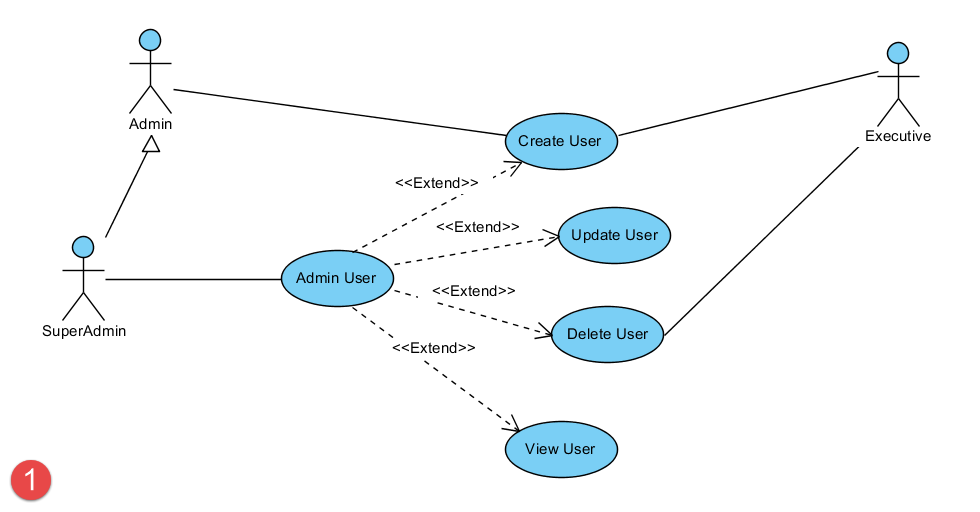 Admin
Executive
Create User
<<Extend>>
<<Extend>>
Update User
Admin User
<<Extend>>
SuperAdmin
Delete User
<<Extend>>
View User
1